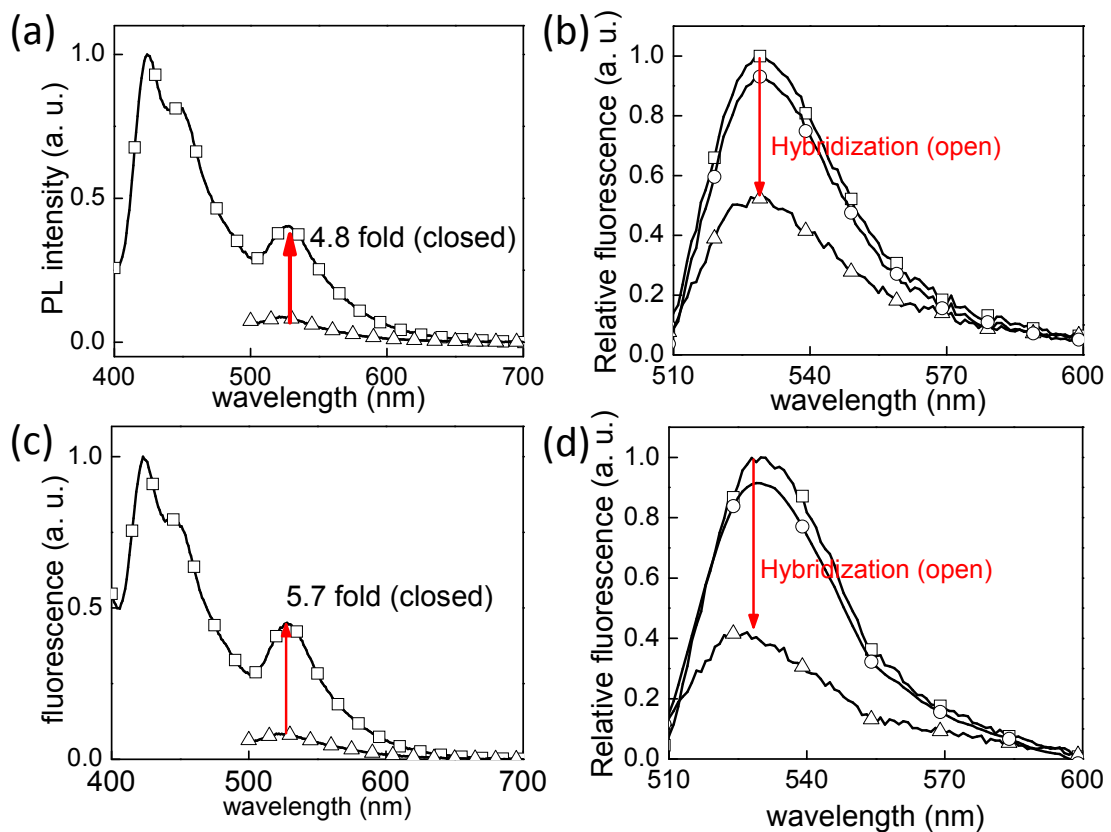 (a)
PL intensity (a. u.)
1.0
0.5
0.0
4.8 fold (closed)
400 500 600 700
wavelength (nm)
(b)
Relative fluorescence (a. u.)
1.0
0.8
0.6
0.4
0.2
0.0
Hybridization (open)
510 540 570 600
wavelength (nm)
(c)
fluorescence (a. u.)
1.0
0.5
0.0
5.7 fold (closed)
400 500 600 700
wavelength (nm)
(d)
Relative fluorescence (a. u.)
1.0
0.8
0.6
0.4
0.2
0.0
Hybridization (open)
510 540 570 600
wavelength (nm)